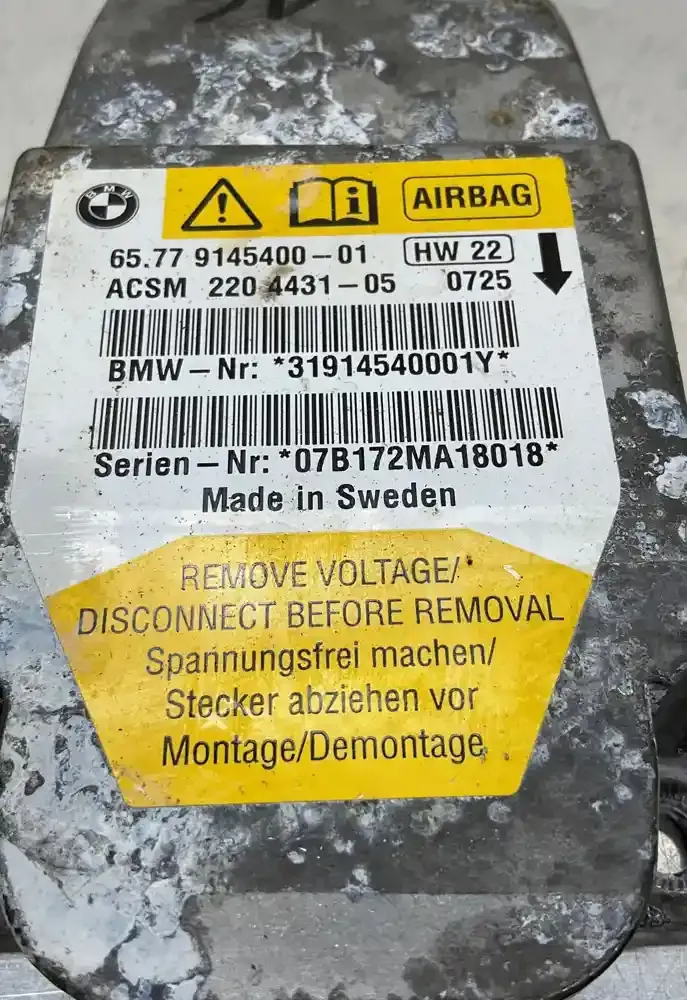 BMW
AIRBAG
65.77 9145400-01 HW 22
ACSM 220 4431-05 0725
BMW-Nr: *31914540001Y*
Serien-Nr: *07B172MA18018*
Made in Sweden
REMOVE VOLTAGE/
DISCONNECT BEFORE REMOVAL
Spannungsfrei machen/
Stecker abziehen vor
Montage/Demontage